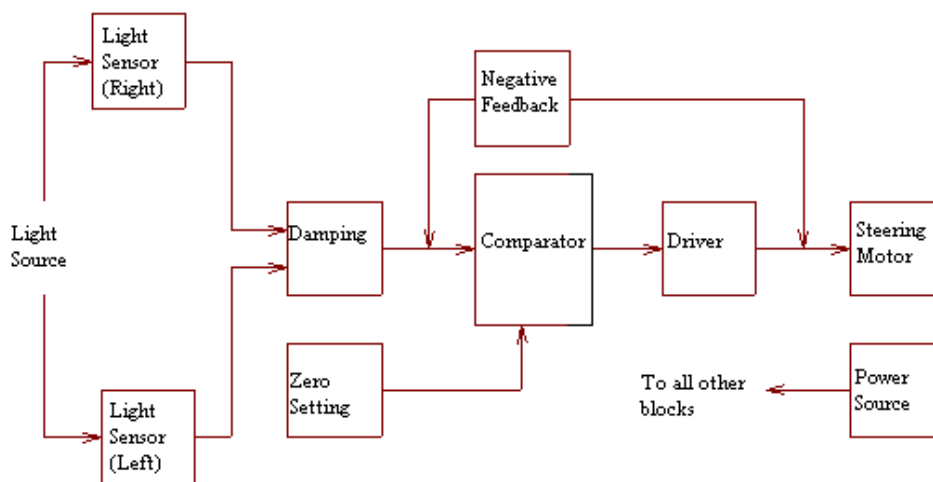 Light
Sensor
(Right)
Negative
Feedback
Light
Source
Damping
Comparator
Driver
Steering
Motor
Zero
Setting
To all other
blocks
Power
Source
Light
Sensor
(Left)